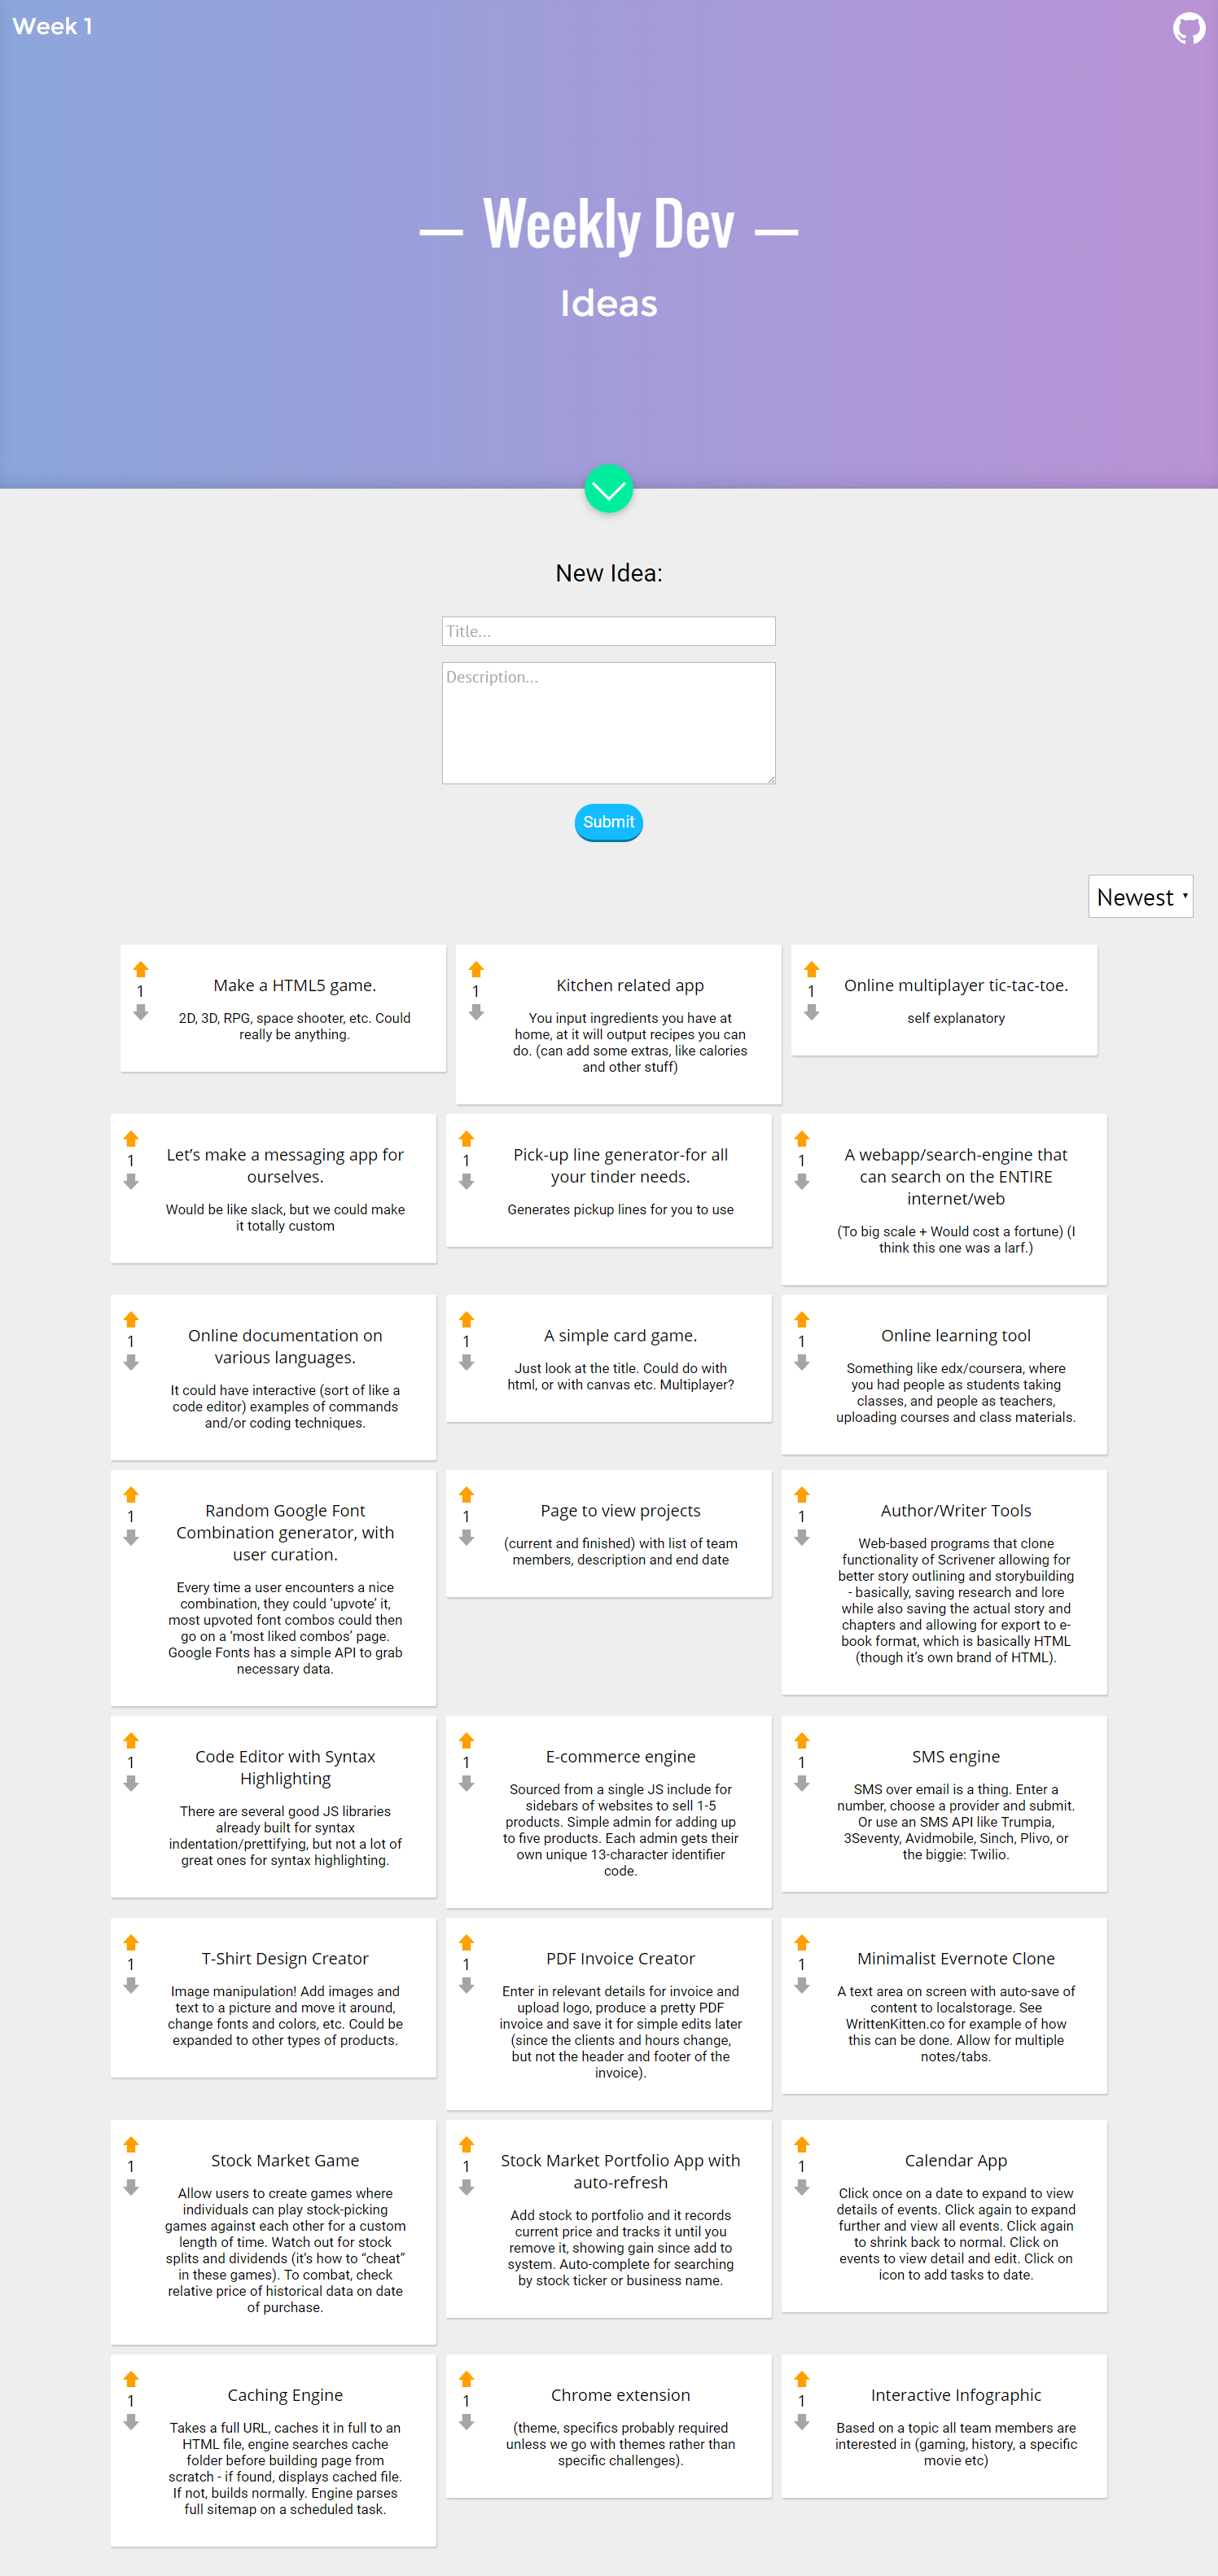 Week 1
— Weekly Dev —
Ideas
New Idea:
Title...
Description...
Submit
Newest
1
Make a HTML5 game.
2D, 3D, RPG, space shooter, etc. Could
really be anything.
1
Kitchen related app
You input ingredients you have at
home, at it will output recipes you can
do. (can add some extras, like calories
and other stuff)
1
Online multiplayer tic-tac-toe.
self explanatory
1
Let’s make a messaging app for
ourselves.
Would be like slack, but we could make
it totally custom
1
Pick-up line generator-for all
your tinder needs.
Generates pickup lines for you to use
1
A webapp/search-engine that
can search on the ENTIRE
internet/web
(To big scale + Would cost a fortune) (I
think this one was a larf.)
1
Online documentation on
various languages.
It could have interactive (sort of like a
code editor) examples of commands
and/or coding techniques.
1
A simple card game.
Just look at the title. Could do with
html, or with canvas etc. Multiplayer?
1
Online learning tool
Something like edx/coursera, where
you had people as students taking
classes, and people as teachers,
uploading courses and class materials.
1
Random Google Font
Combination generator, with
user curation.
Every time a user encounters a nice
combination, they could ‘upvote’ it,
most upvoted font combos could then
go on a ‘most liked combos’ page.
Google Fonts has a simple API to grab
necessary data.
1
Page to view projects
(current and finished) with list of team
members, description and end date
1
Author/Writer Tools
Web-based programs that clone
functionality of Scrivener allowing for
better story outlining and storybuilding
- basically, saving research and lore
while also saving the actual story and
chapters and allowing for export to e-
book format, which is basically HTML
(though it’s own brand of HTML).
1
Code Editor with Syntax
Highlighting
There are several good JS libraries
already built for syntax
indentation/prettifying, but not a lot of
great ones for syntax highlighting.
1
E-commerce engine
Sourced from a single JS include for
sidebars of websites to sell 1-5
products. Simple admin for adding up
to five products. Each admin gets their
own unique 13-character identifier
code.
1
SMS engine
SMS over email is a thing. Enter a
number, choose a provider and submit.
Or use an SMS API like Trumpia,
3Seventy, Avidmobile, Sinch, Plivo, or
the biggie: Twilio.
1
T-Shirt Design Creator
Image manipulation! Add images and
text to a picture and move it around,
change fonts and colors, etc. Could be
expanded to other types of products.
1
PDF Invoice Creator
Enter in relevant details for invoice and
upload logo, produce a pretty PDF
invoice and save it for simple edits later
(since the clients and hours change,
but not the header and footer of the
invoice).
1
Minimalist Evernote Clone
A text area on screen with auto-save of
content to localstorage. See
WrittenKitten.co for example of how
this can be done. Allow for multiple
notes/tabs.
1
Stock Market Game
Allow users to create games where
individuals can play stock-picking
games against each other for a custom
length of time. Watch out for stock
splits and dividends (it’s how to “cheat”
in these games). To combat, check
relative price of historical data on date
of purchase.
1
Stock Market Portfolio App with
auto-refresh
Add stock to portfolio and it records
current price and tracks it until you
remove it, showing gain since add to
system. Auto-complete for searching
by stock ticker or business name.
1
Calendar App
Click once on a date to expand to view
details of events. Click again to expand
further and view all events. Click again
to shrink back to normal. Click on
events to view detail and edit. Click on
icon to add tasks to date.
1
Caching Engine
Takes a full URL, caches it in full to an
HTML file, engine searches cache
folder before building page from
scratch - if found, displays cached file.
If not, builds normally. Engine parses
full sitemap on a scheduled task.
1
Chrome extension
(theme, specifics probably required
unless we go with themes rather than
specific challenges).
1
Interactive Infographic
Based on a topic all team members are
interested in (gaming, history, a specific
movie etc)